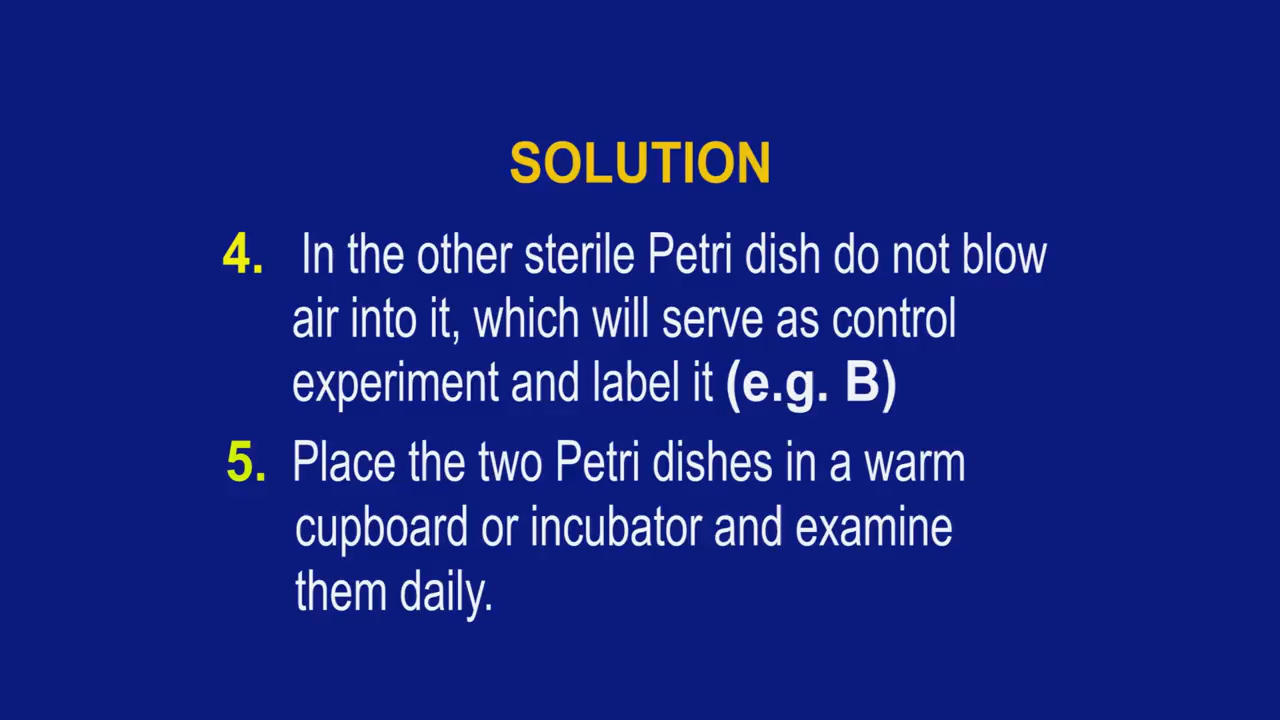 SOLUTION
4. In the other sterile Petri dish do not blow
air into it, which will serve as control
experiment and label it (e.g. B)
5. Place the two Petri dishes in a warm
cupboard or incubator and examine
them daily.